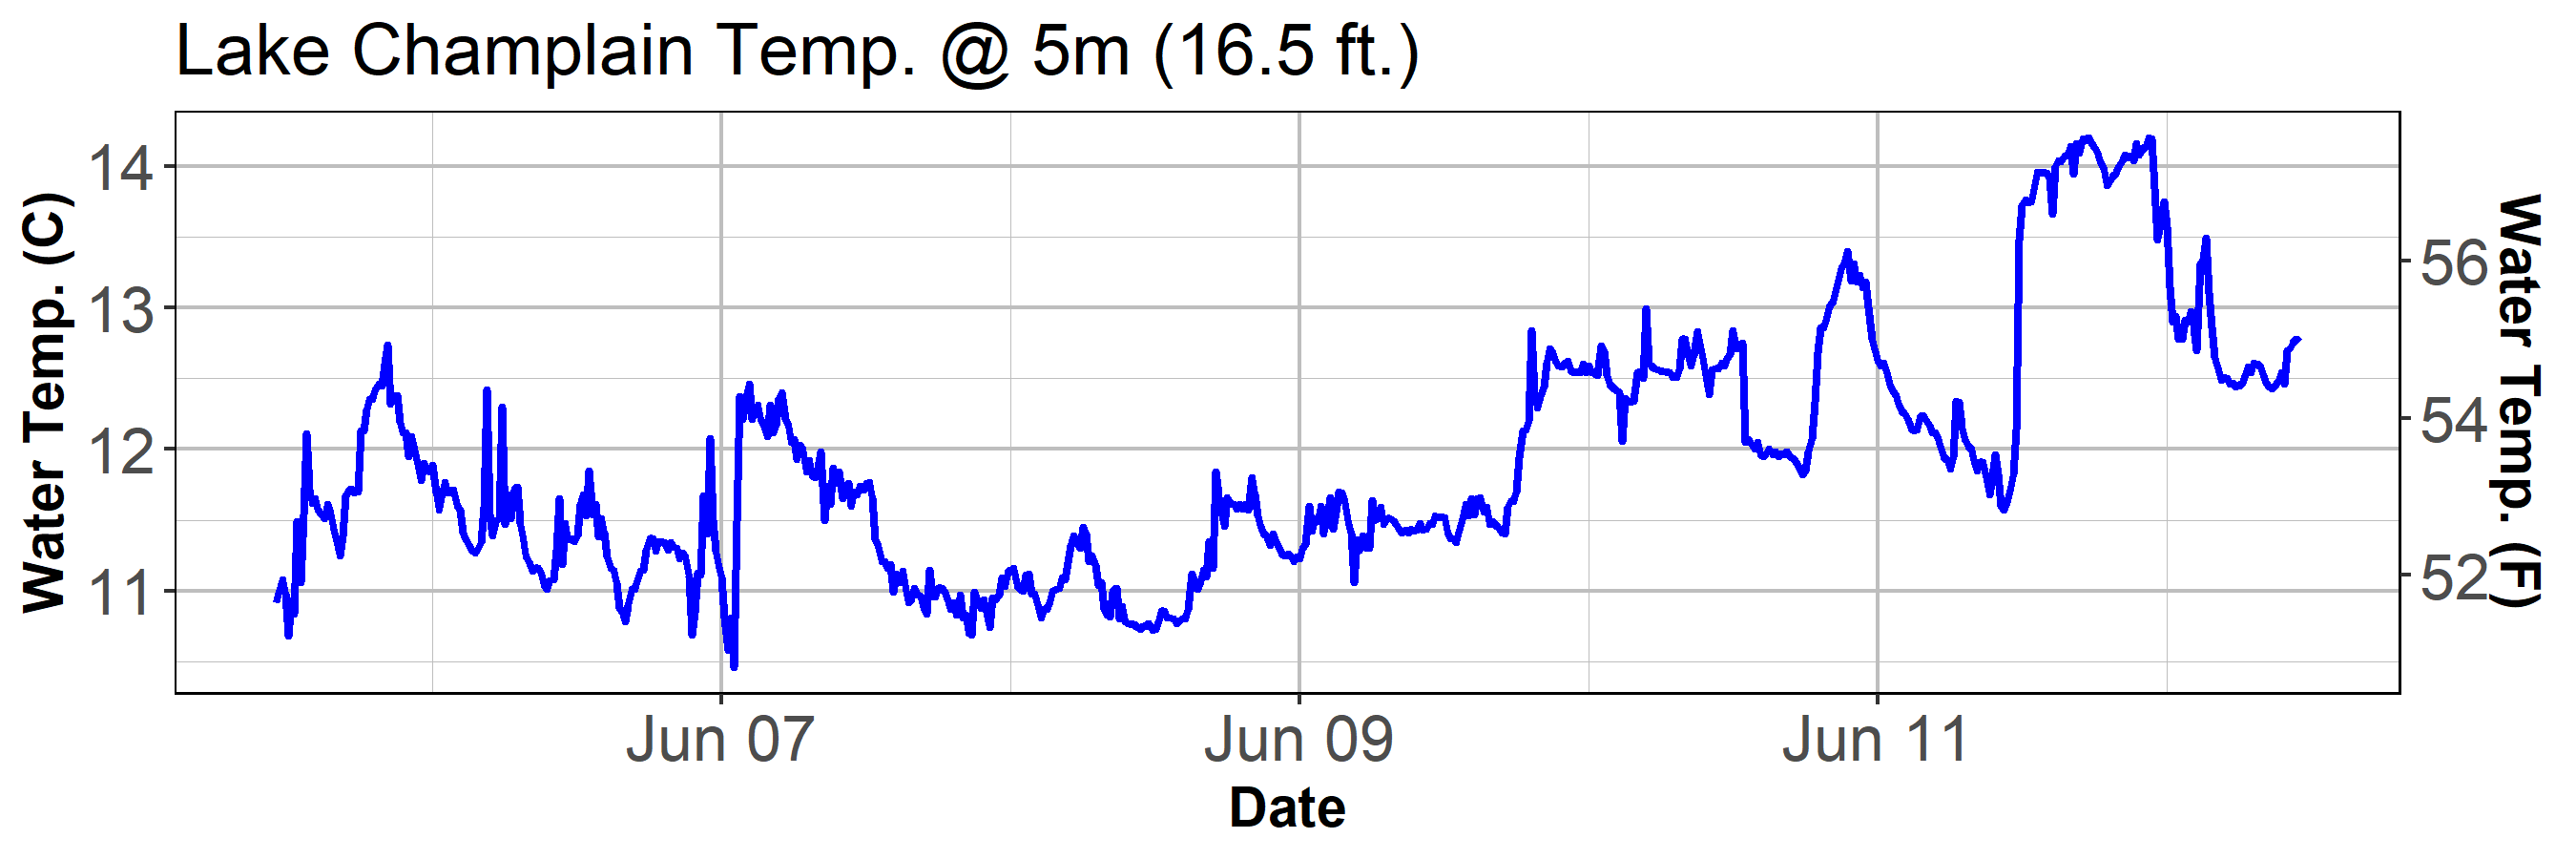 Lake Champlain Temp. @ 5m (16.5 ft.)
Water Temp. (C)
14
13
12
11
56
54
52
Water Temp. (F)
Jun 07
Jun 09
Jun 11
Date